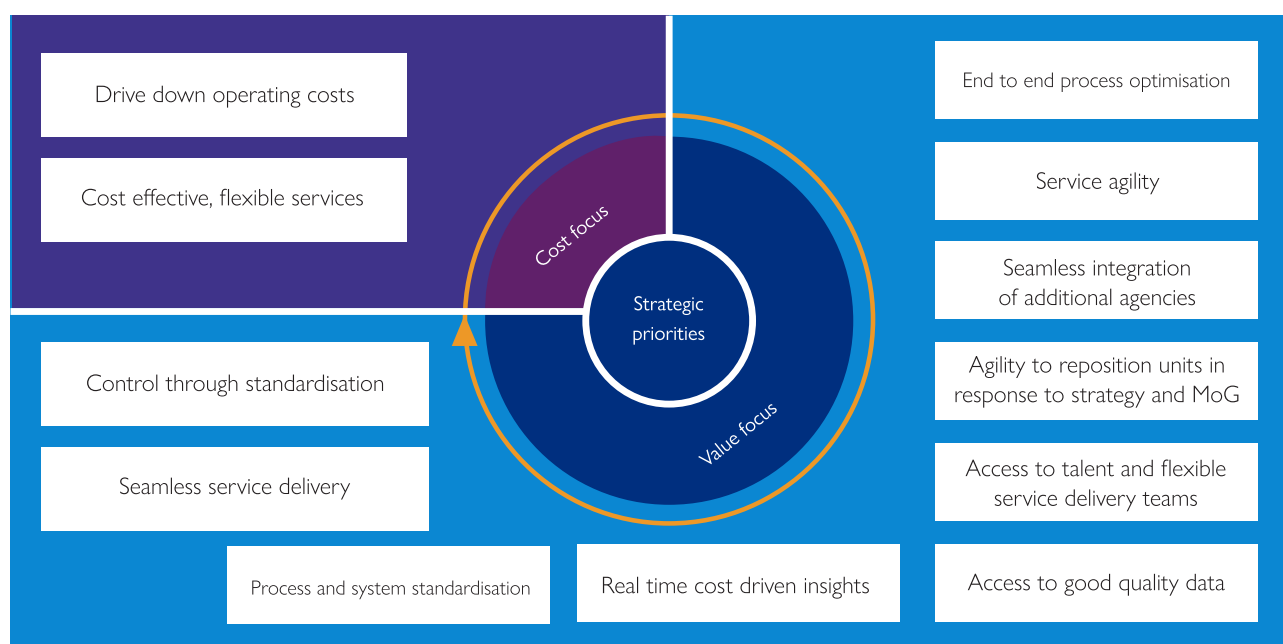 Drive down operating costs
Cost effective, flexible services
Cost focus
Strategic
priorities
Value focus
End to end process optimisation
Service agility
Seamless integration
of additional agencies
Agility to reposition units in
response to strategy and MoG
Access to talent and flexible
service delivery teams
Access to good quality data
Control through standardisation
Seamless service delivery
Process and system standardisation
Real time cost driven insights